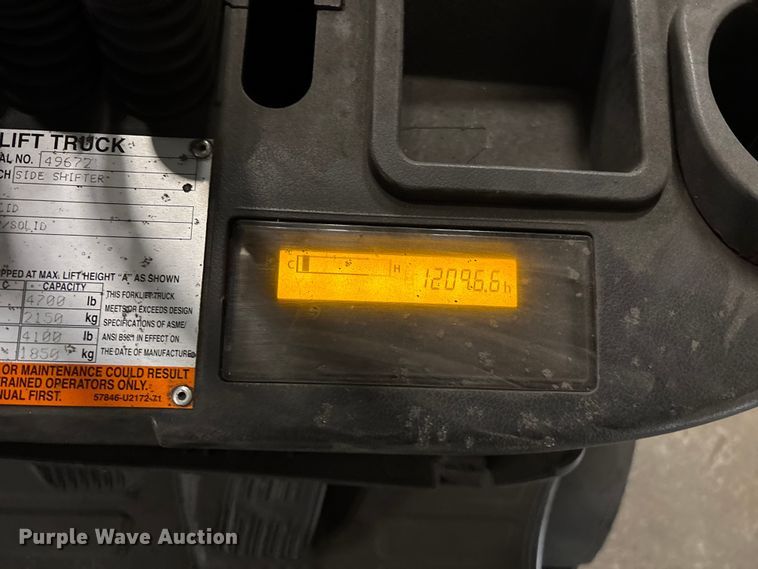 LIFT TRUCK
AL NO. 49672
CH SIDE SHIFTER
LID
/SOLID
PPED AT MAX. LIFT HEIGHT "A" AS SHOWN
C CAPACITY
4700 lb THIS FORKLIFT TRUCK
MEETS OR EXCEEDS DESIGN
2150 kg SPECIFICATIONS OF ASME/
4100 lb ANSI B56.1 IN EFFECT ON
1850 kg THE DATE OF MANUFACTURE
OR MAINTENANCE COULD RESULT
RAINED OPERATORS ONLY.
NUAL FIRST. 57846-U2172-71
C H 12096.6h
Purple Wave Auction